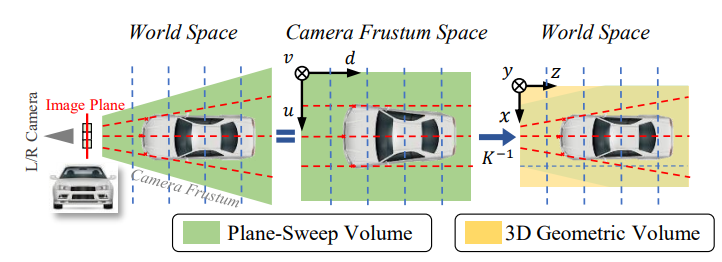 World Space
Camera Frustum Space
World Space
L/R Camera
Image Plane
Camera Frustum
v
d
u
=
K⁻¹
y
z
x
Plane-Sweep Volume
3D Geometric Volume